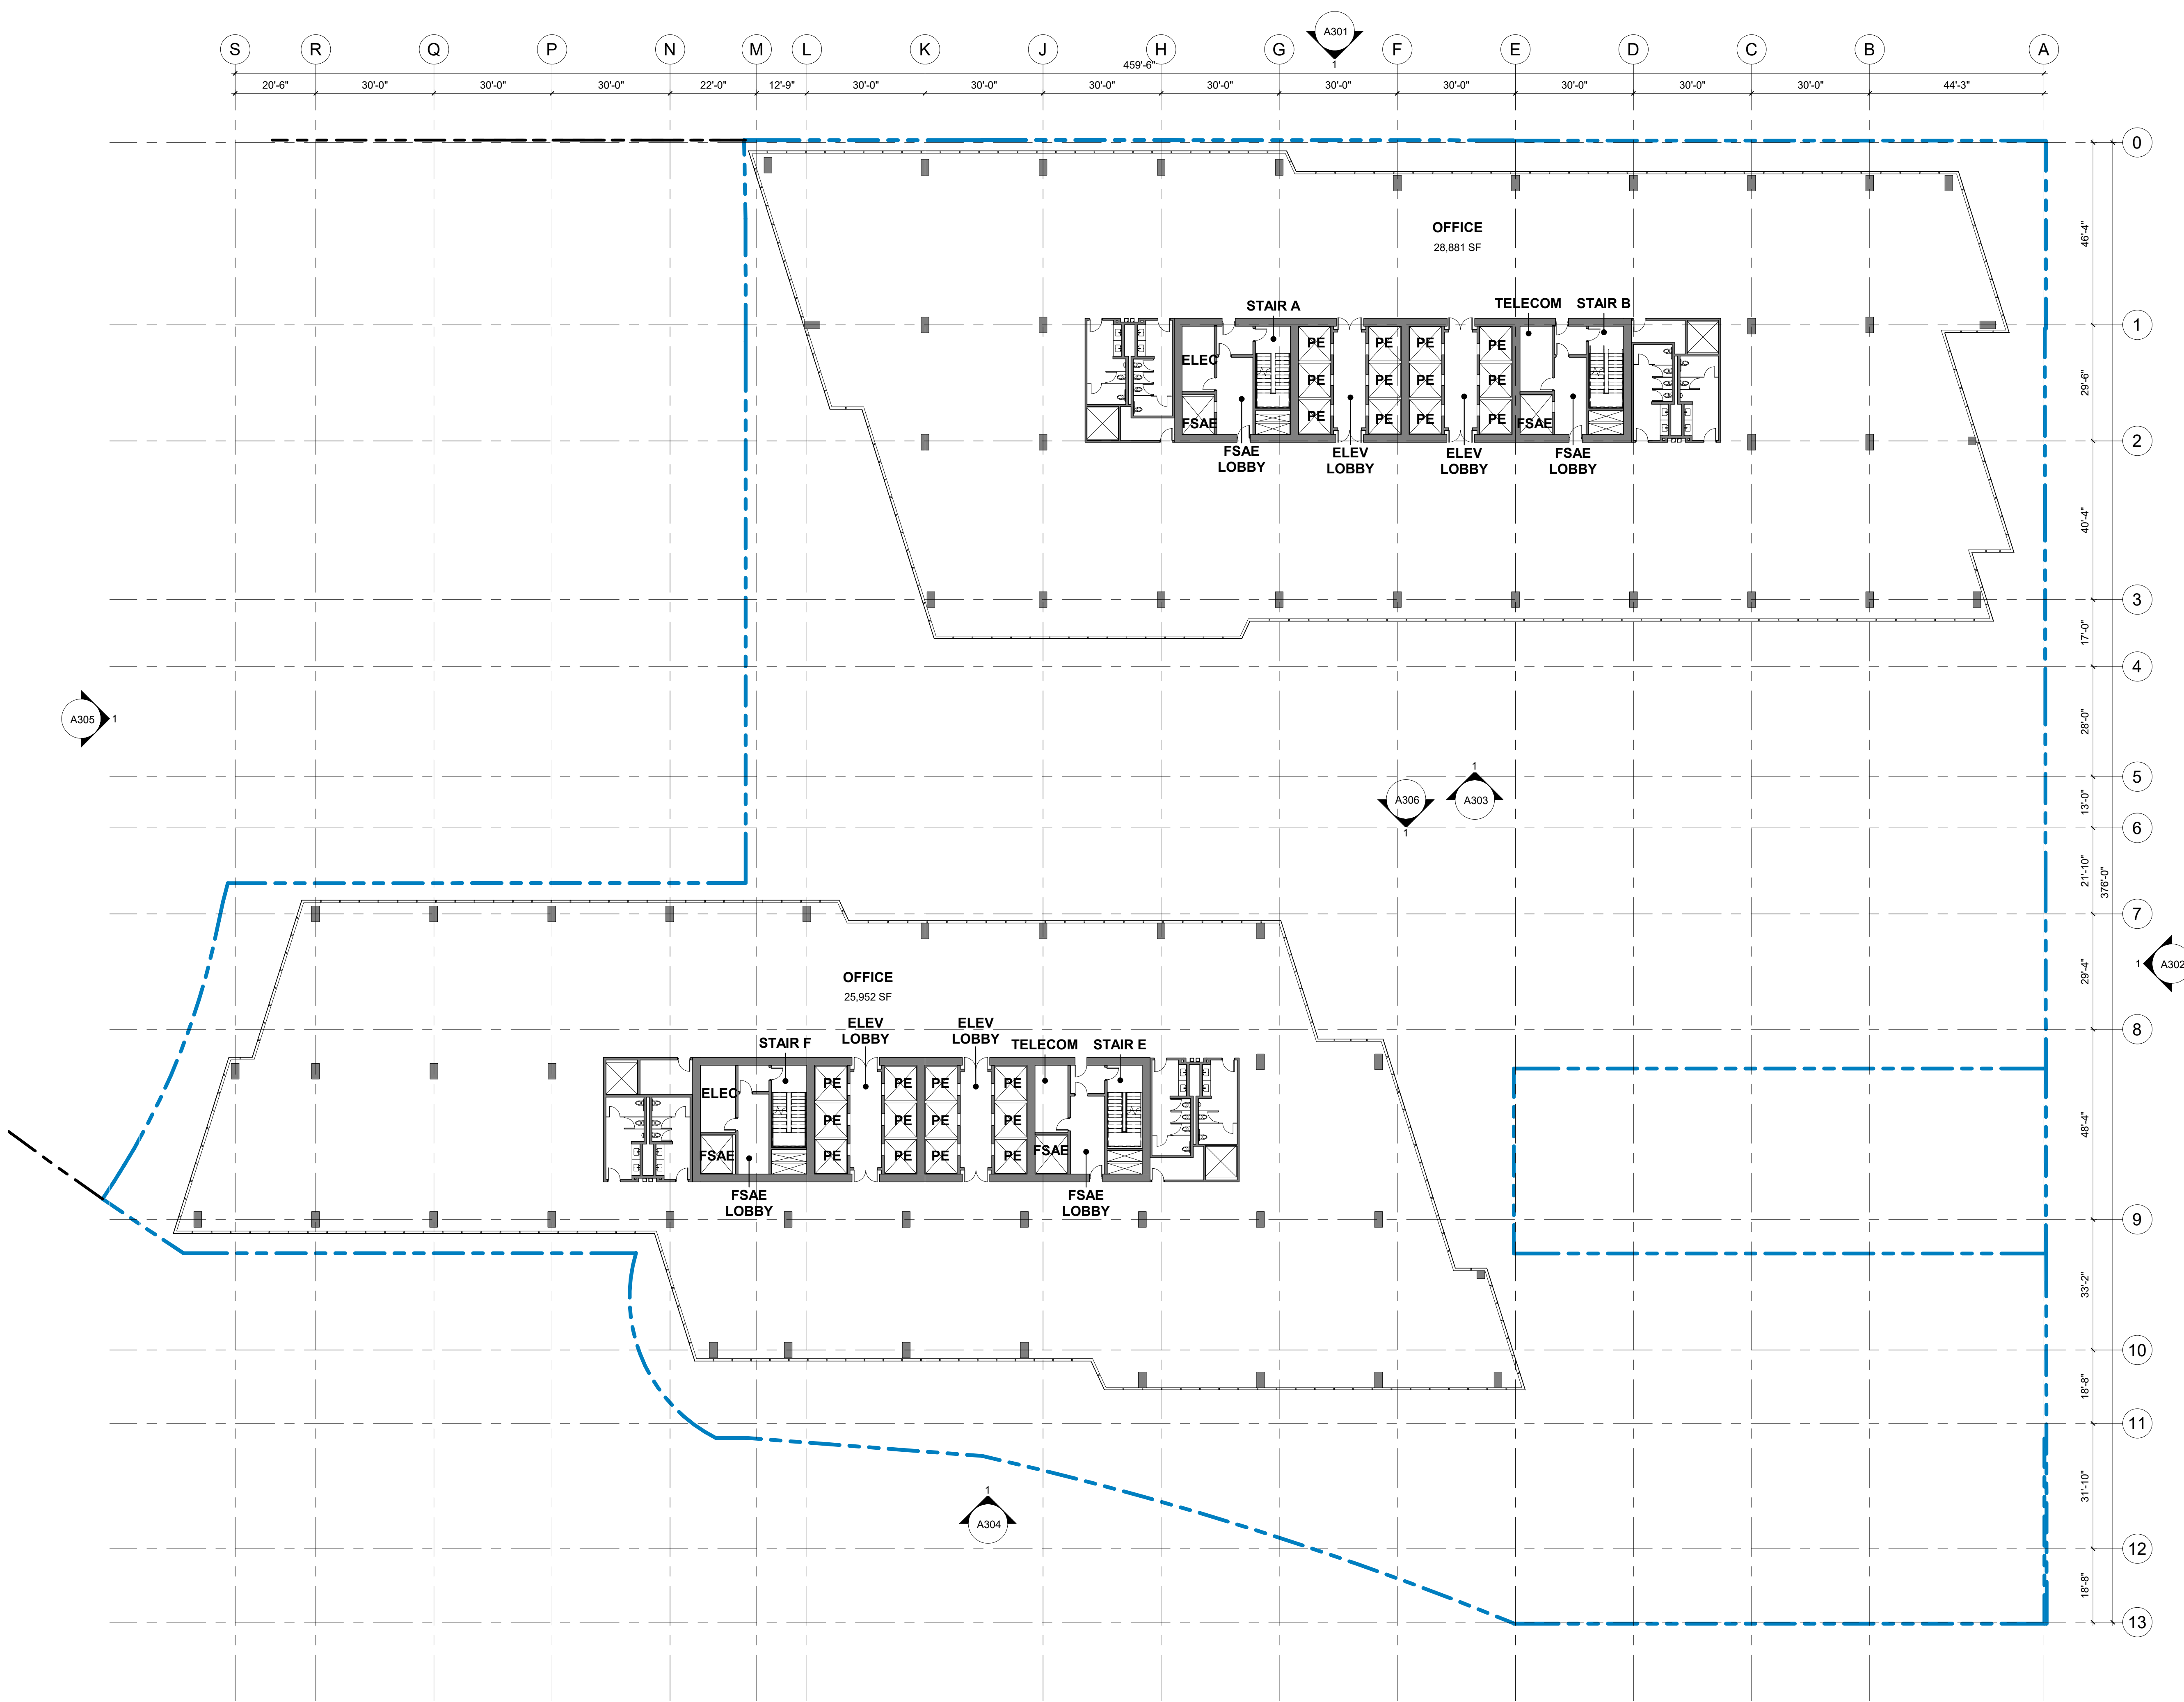 A301
1
S R Q P N M L K J H G F E D C B A
459'-6"
20'-6" 30'-0" 30'-0" 30'-0" 22'-0" 12'-9" 30'-0" 30'-0" 30'-0" 30'-0" 30'-0" 30'-0" 30'-0" 30'-0" 30'-0" 44'-3"
0
46'-4"
OFFICE
28,881 SF
STAIR A
TELECOM STAIR B
1
ELEC
PE PE PE PE
PE PE PE PE
PE PE PE PE
FSAE
FSAE
29'-6"
2
FSAE
LOBBY
ELEV
LOBBY
ELEV
LOBBY
FSAE
LOBBY
40'-4"
3
17'-0"
4
A305
1
28'-0"
5
A306
1
1
A303
13'-0"
6
21'-10"
376'-0"
7
29'-4"
1
A302
OFFICE
25,952 SF
8
ELEV
LOBBY
ELEV
LOBBY
STAIR F
TELECOM STAIR E
ELEC
PE PE PE PE
PE PE PE PE
PE PE PE PE
FSAE
FSAE
48'-4"
FSAE
LOBBY
FSAE
LOBBY
9
33'-2"
10
18'-8"
11
31'-10"
1
A304
12
18'-8"
13